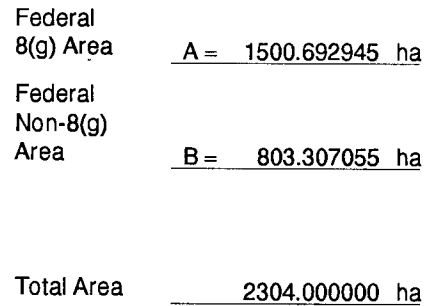 Federal
8(g) Area A = 1500.692945 ha
Federal
Non-8(g)
Area B = 803.307055 ha
Total Area 2304.000000 ha